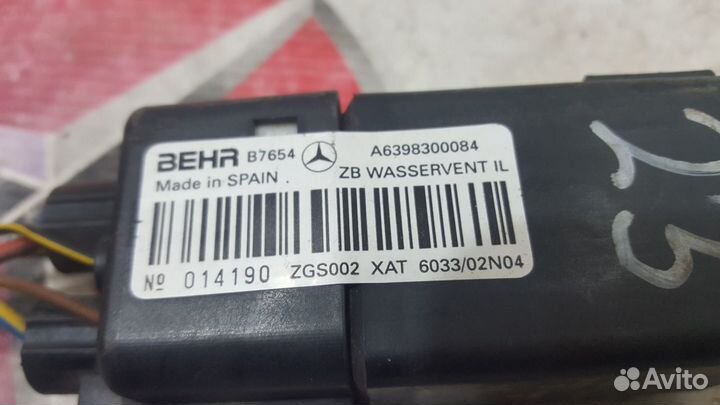 BEHR B7654 A6398300084
Made in SPAIN . ZB WASSERVENT IL
№ 014190 ZGS002 XAT 6033/02N04
Avito